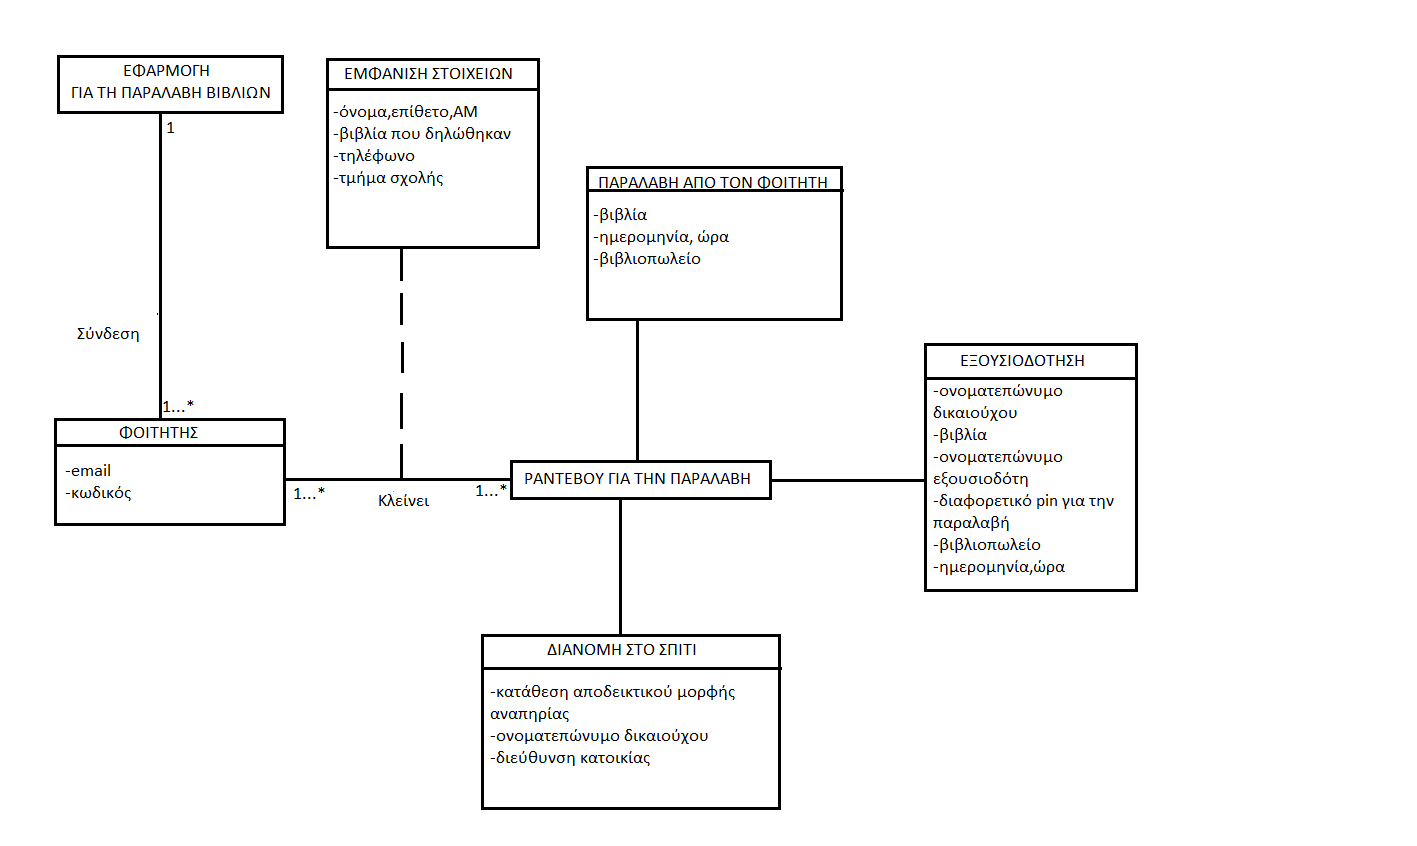 ΕΦΑΡΜΟΓΗ
ΓΙΑ ΤΗ ΠΑΡΑΛΑΒΗ ΒΙΒΛΙΩΝ
1
Σύνδεση
1...*
ΦΟΙΤΗΤΗΣ
-email
-κωδικός
ΕΜΦΑΝΙΣΗ ΣΤΟΙΧΕΙΩΝ
-όνομα,επίθετο,ΑΜ
-βιβλία που δηλώθηκαν
-τηλέφωνο
-τμήμα σχολής
1...*
Κλείνει
1...*
ΡΑΝΤΕΒΟΥ ΓΙΑ ΤΗΝ ΠΑΡΑΛΑΒΗ
ΠΑΡΑΛΑΒΗ ΑΠΟ ΤΟΝ ΦΟΙΤΗΤΗ
-βιβλία
-ημερομηνία, ώρα
-βιβλιοπωλείο
ΕΞΟΥΣΙΟΔΟΤΗΣΗ
-ονοματεπώνυμο
δικαιούχου
-βιβλία
-ονοματεπώνυμο
εξουσιοδότη
-διαφορετικό pin για την
παραλαβή
-βιβλιοπωλείο
-ημερομηνία,ώρα
ΔΙΑΝΟΜΗ ΣΤΟ ΣΠΙΤΙ
-κατάθεση αποδεικτικού μορφής
αναπηρίας
-ονοματεπώνυμο δικαιούχου
-διεύθυνση κατοικίας